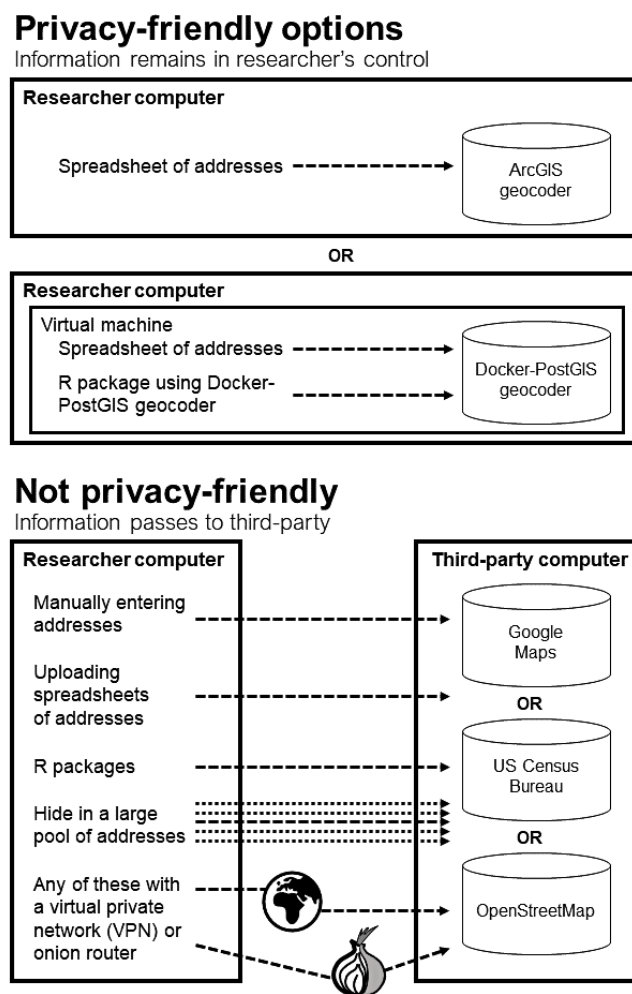 Privacy-friendly options
Information remains in researcher's control
Researcher computer
Spreadsheet of addresses
ArcGIS
geocoder
OR
Researcher computer
Virtual machine
Spreadsheet of addresses
R package using Docker-
PostGIS geocoder
Docker-PostGIS
geocoder
Not privacy-friendly
Information passes to third-party
Researcher computer
Manually entering
addresses
Uploading
spreadsheets
of addresses
R packages
Hide in a large
pool of addresses
Any of these with
a virtual private
network (VPN) or
onion router
Third-party computer
Google
Maps
OR
US Census
Bureau
OR
OpenStreetMap